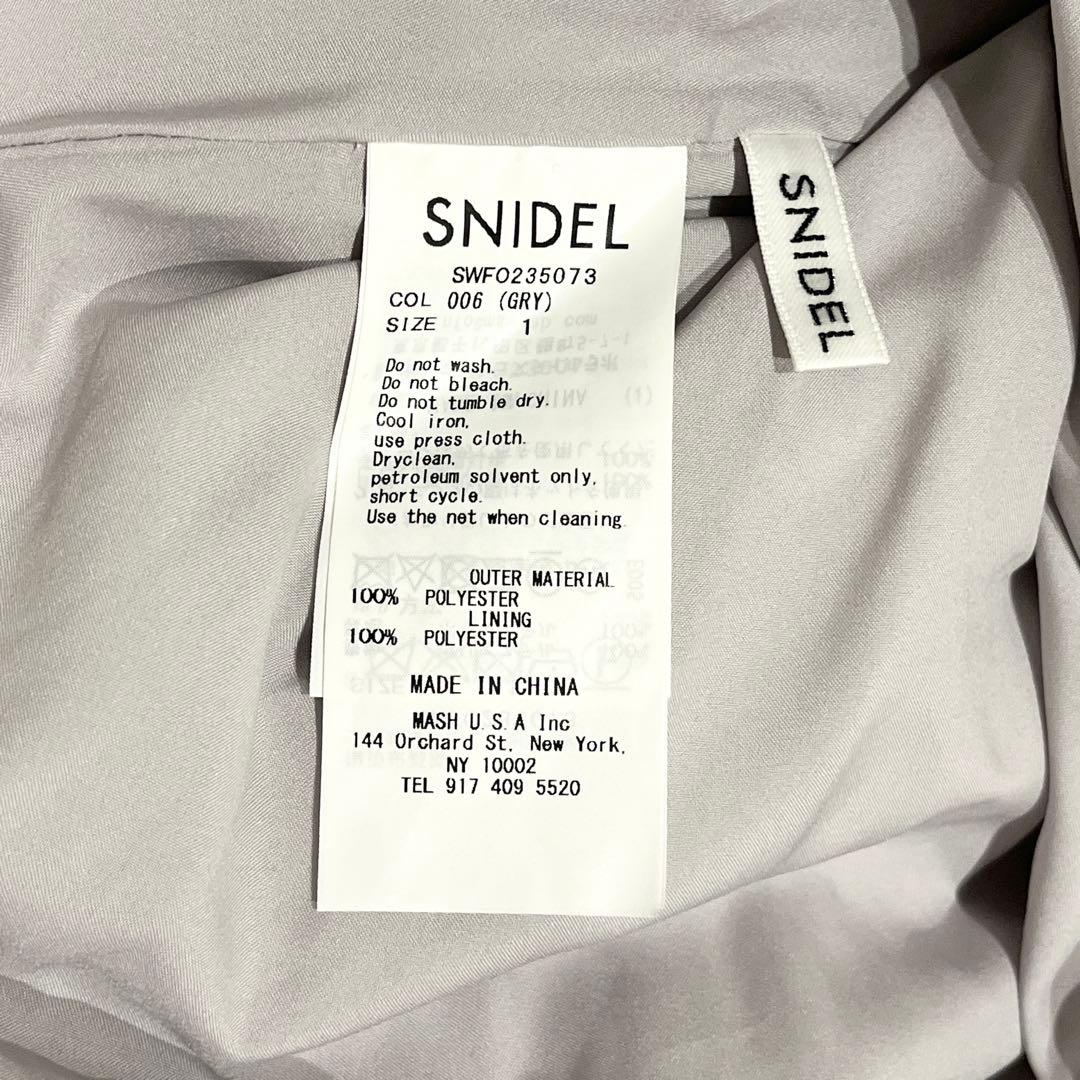 SNIDEL
SWFO235073
COL 006 (GRY)
SIZE 1
Do not wash.
Do not bleach.
Do not tumble dry.
Cool iron,
use press cloth.
Dryclean,
petroleum solvent only,
short cycle.
Use the net when cleaning.
OUTER MATERIAL
100% POLYESTER
LINING
100% POLYESTER
MADE IN CHINA
MASH U.S.A Inc
144 Orchard St, New York,
NY 10002
TEL 917 409 5520
SNIDEL